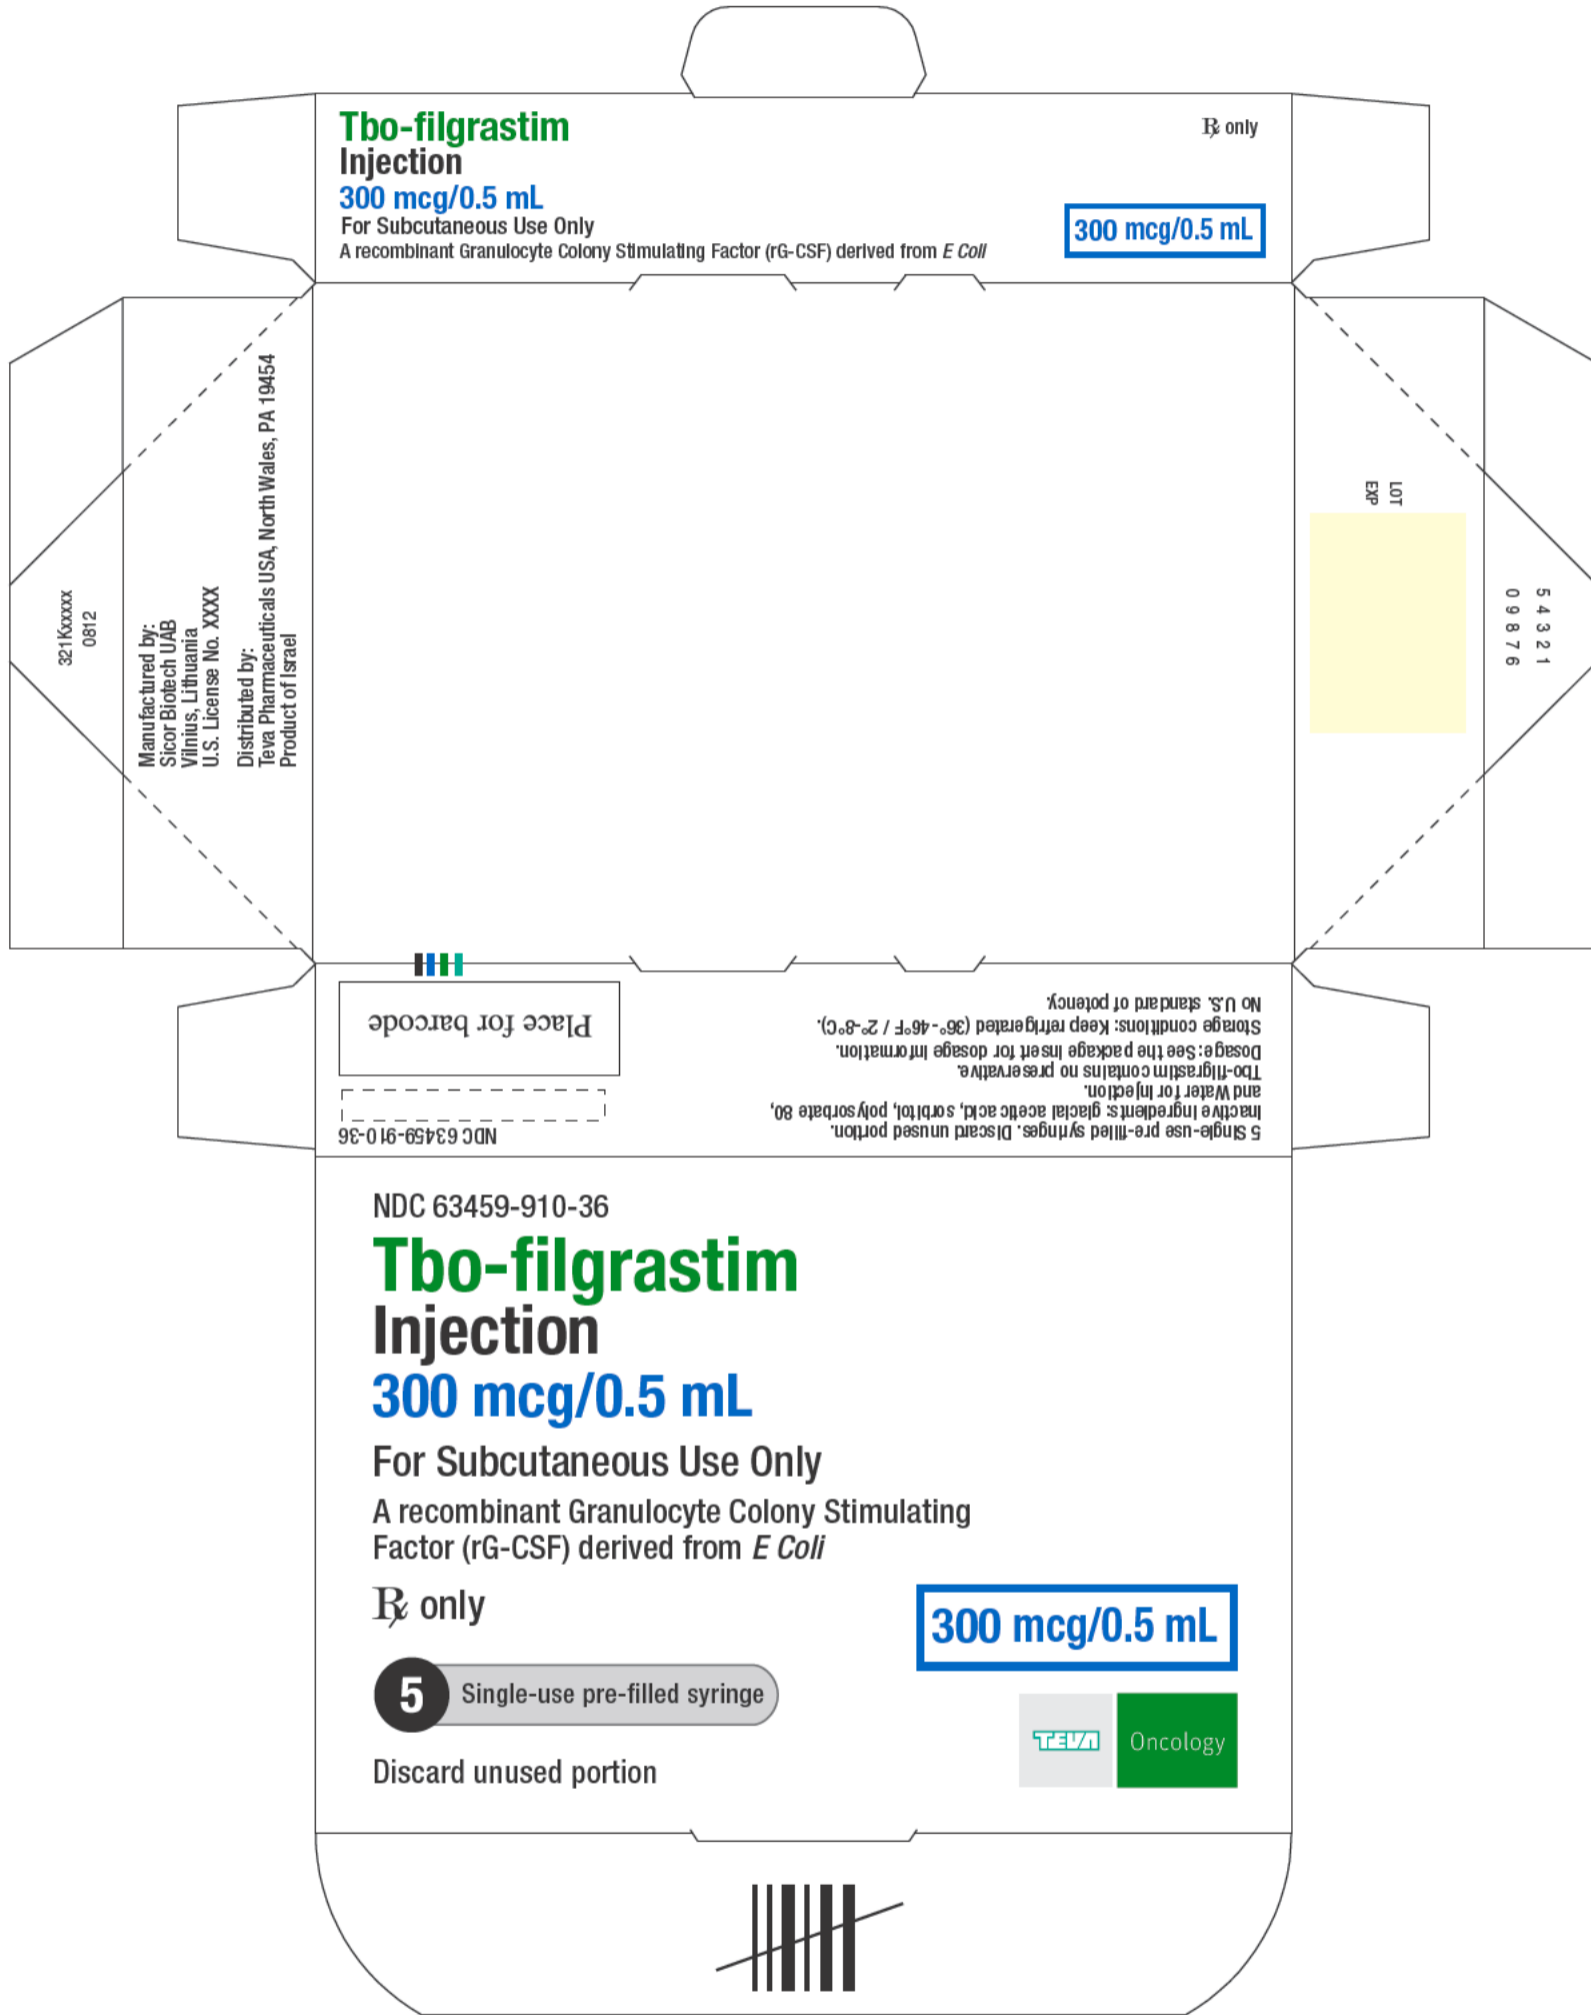 Tbo-filgrastim
Injection
300 mcg/0.5 mL
For Subcutaneous Use Only
A recombinant Granulocyte Colony Stimulating Factor (rG-CSF) derived from E Coli
℞ only
300 mcg/0.5 mL
321Kxxxxx
0812
Manufactured by:
Sicor Biotech UAB
Vilnius, Lithuania
U.S. License No. XXXX
Distributed by:
Teva Pharmaceuticals USA, North Wales, PA 19454
Product of Israel
LOT
EXP
5 4 3 2 1
0 9 8 7 6
5 Single-use pre-filled syringes. Discard unused portion.
Inactive Ingredients: glacial acetic acid, sorbitol, polysorbate 80,
and Water for Injection.
Tbo-filgrastim contains no preservative.
Dosage: See the package insert for dosage information.
Storage conditions: Keep refrigerated (36°-46°F / 2°-8°C).
No U.S. standard of potency.
NDC 63459-910-36
Place for barcode
NDC 63459-910-36
Tbo-filgrastim
Injection
300 mcg/0.5 mL
For Subcutaneous Use Only
A recombinant Granulocyte Colony Stimulating
Factor (rG-CSF) derived from E Coli
℞ only
300 mcg/0.5 mL
5 Single-use pre-filled syringe
TEVA Oncology
Discard unused portion